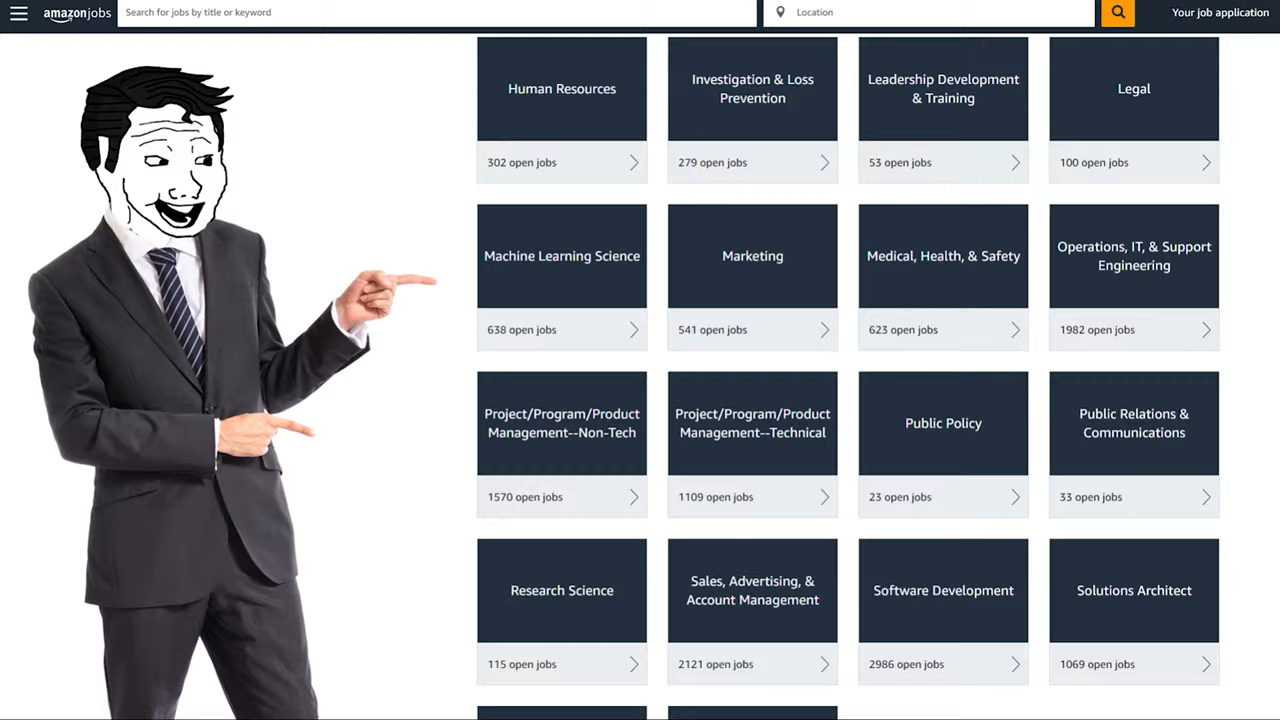 amazonjobs
Search for jobs by title or keyword
Location
Your job application
Human Resources
302 open jobs
Investigation & Loss
Prevention
279 open jobs
Leadership Development
& Training
53 open jobs
Legal
100 open jobs
Machine Learning Science
638 open jobs
Marketing
541 open jobs
Medical, Health, & Safety
623 open jobs
Operations, IT, & Support
Engineering
1982 open jobs
Project/Program/Product
Management--Non-Tech
1570 open jobs
Project/Program/Product
Management--Technical
1109 open jobs
Public Policy
23 open jobs
Public Relations &
Communications
33 open jobs
Research Science
115 open jobs
Sales, Advertising, &
Account Management
2121 open jobs
Software Development
2986 open jobs
Solutions Architect
1069 open jobs